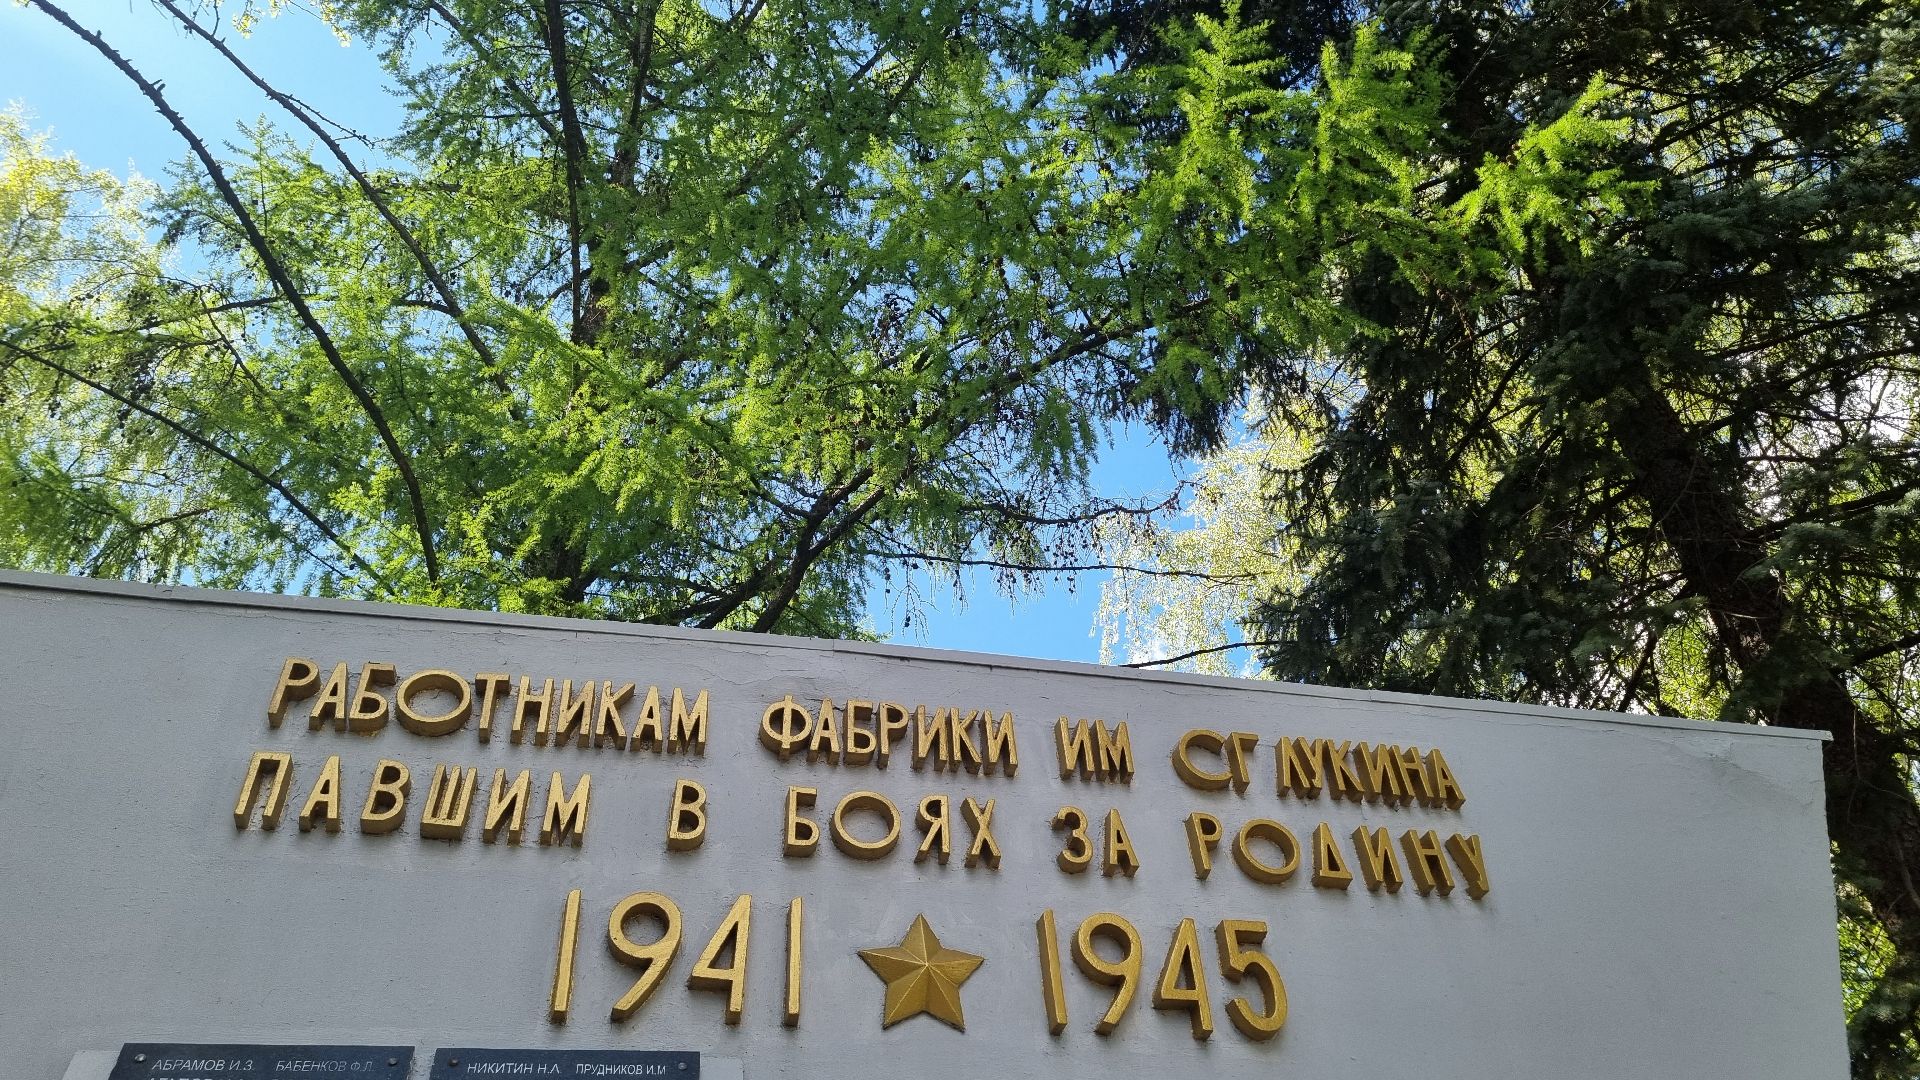 РАБОТНИКАМ ФАБРИКИ ИМ СГ ЛУКИНА
ПАВШИМ В БОЯХ ЗА РОДИНУ
1941 ★ 1945
АБРАМОВ И.З. БАБЕНКОВ Ф.Л. НИКИТИН Н.А. ПРУДНИКОВ И.М